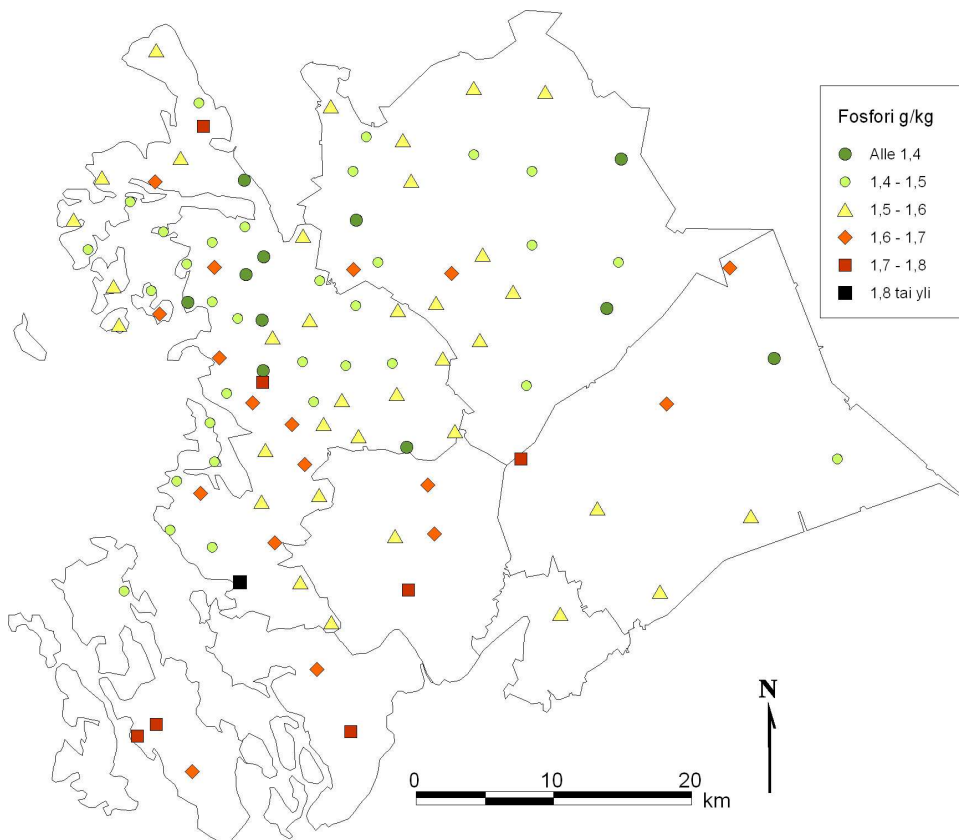 Fosfori g/kg
Alle 1,4
1,4 - 1,5
1,5 - 1,6
1,6 - 1,7
1,7 - 1,8
1,8 tai yli
N
0 10 20
km